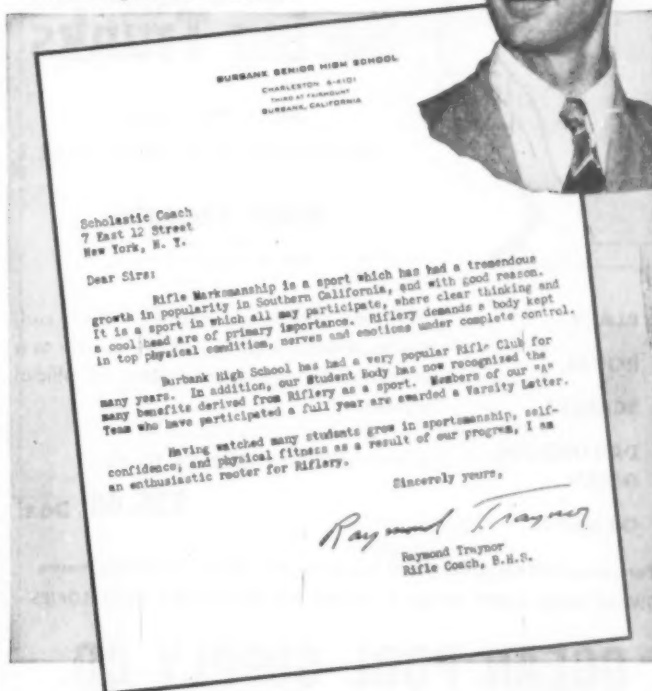 BURBANK SENIOR HIGH SCHOOL
CHARLESTON 6-4101
THIRD AT FAIRMOUNT
BURBANK, CALIFORNIA
Scholastic Coach
7 East 12 Street
New York, N. Y.
Dear Sirs:
Rifle Marksmanship is a sport which has had a tremendous
growth in popularity in Southern California, and with good reason.
It is a sport in which all may participate, where clear thinking and
a cool head are of primary importance. Riflery demands a body kept
in top physical condition, nerves and emotions under complete control.
Burbank High School has had a very popular Rifle Club for
many years. In addition, our Student Body has now recognized the
many benefits derived from Riflery as a sport. Members of our "A"
Team who have participated a full year are awarded a Varsity Letter.
Having watched many students grow in sportsmanship, self-
confidence, and physical fitness as a result of our program, I am
an enthusiastic rooter for Riflery.
Sincerely yours,
Raymond Traynor
Raymond Traynor
Rifle Coach, B.H.S.